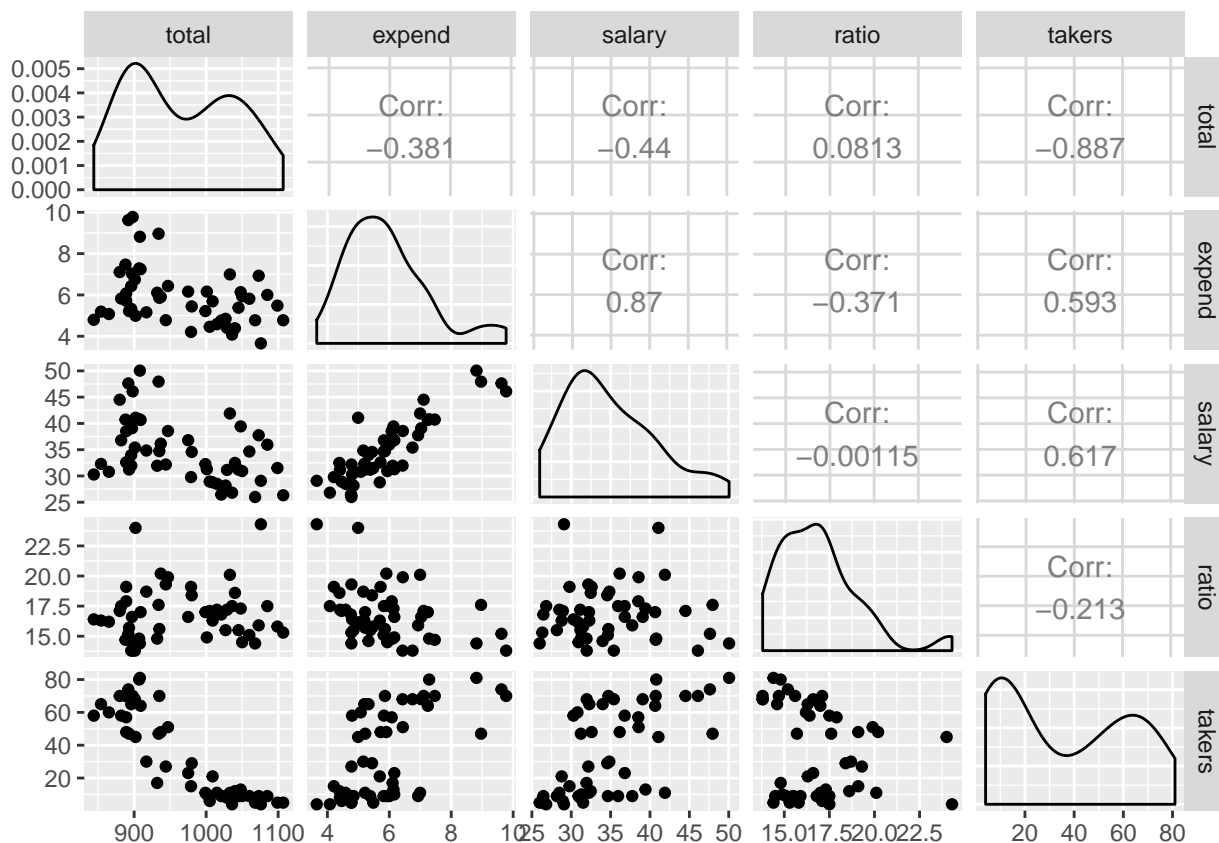 total expend salary ratio takers
0.005
0.004
0.003
0.002
0.001
0.000
Corr:
−0.381
Corr:
−0.44
Corr:
0.0813
Corr:
−0.887
total
10
8
6
4
Corr:
0.87
Corr:
−0.371
Corr:
0.593
expend
50
45
40
35
30
25
Corr:
−0.00115
Corr:
0.617
salary
22.5
20.0
17.5
15.0
Corr:
−0.213
ratio
80
60
40
20
takers
900 1000 1100 4 6 8 10 25 30 35 40 45 50 15.0 17.5 20.0 22.5 20 40 60 80